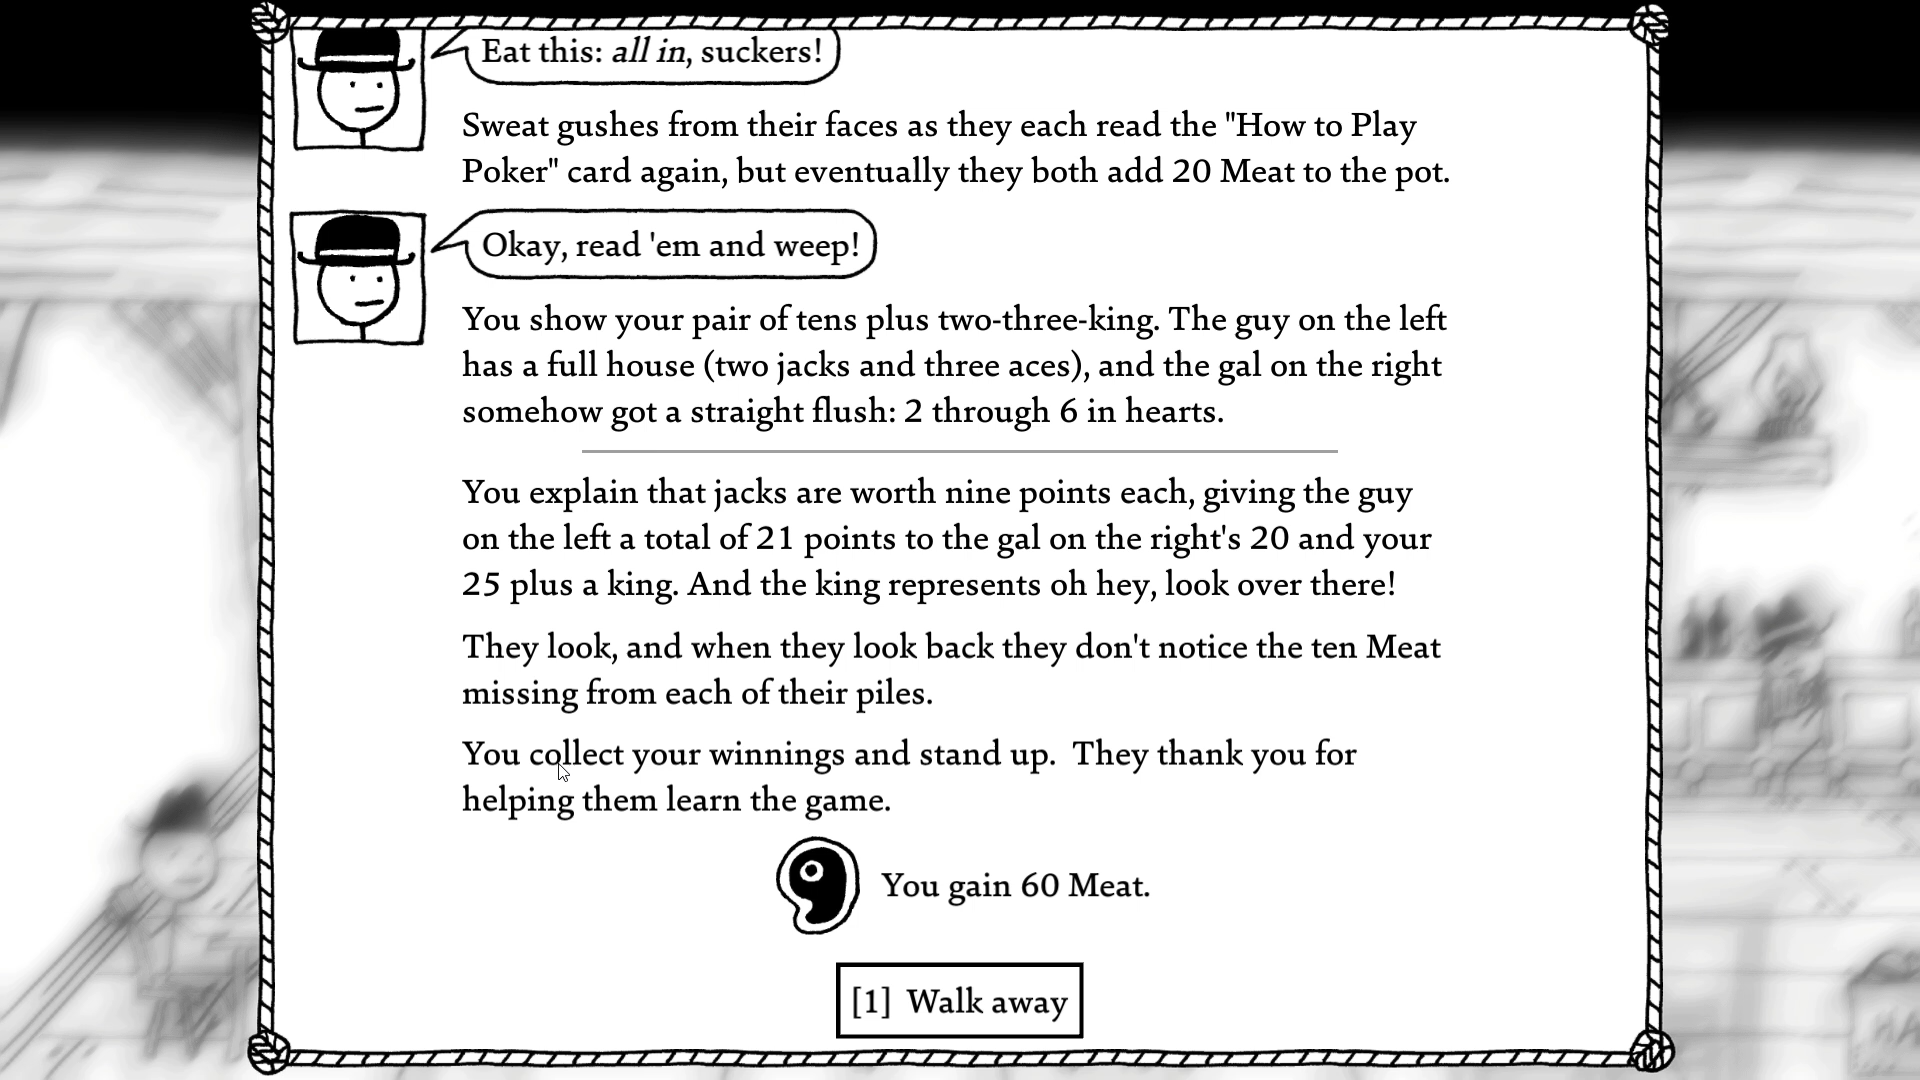 Eat this: all in, suckers!
Sweat gushes from their faces as they each read the "How to Play
Poker" card again, but eventually they both add 20 Meat to the pot.
Okay, read 'em and weep!
You show your pair of tens plus two-three-king. The guy on the left
has a full house (two jacks and three aces), and the gal on the right
somehow got a straight flush: 2 through 6 in hearts.
You explain that jacks are worth nine points each, giving the guy
on the left a total of 21 points to the gal on the right's 20 and your
25 plus a king. And the king represents oh hey, look over there!
They look, and when they look back they don't notice the ten Meat
missing from each of their piles.
You collect your winnings and stand up.  They thank you for
helping them learn the game.
You gain 60 Meat.
[1] Walk away